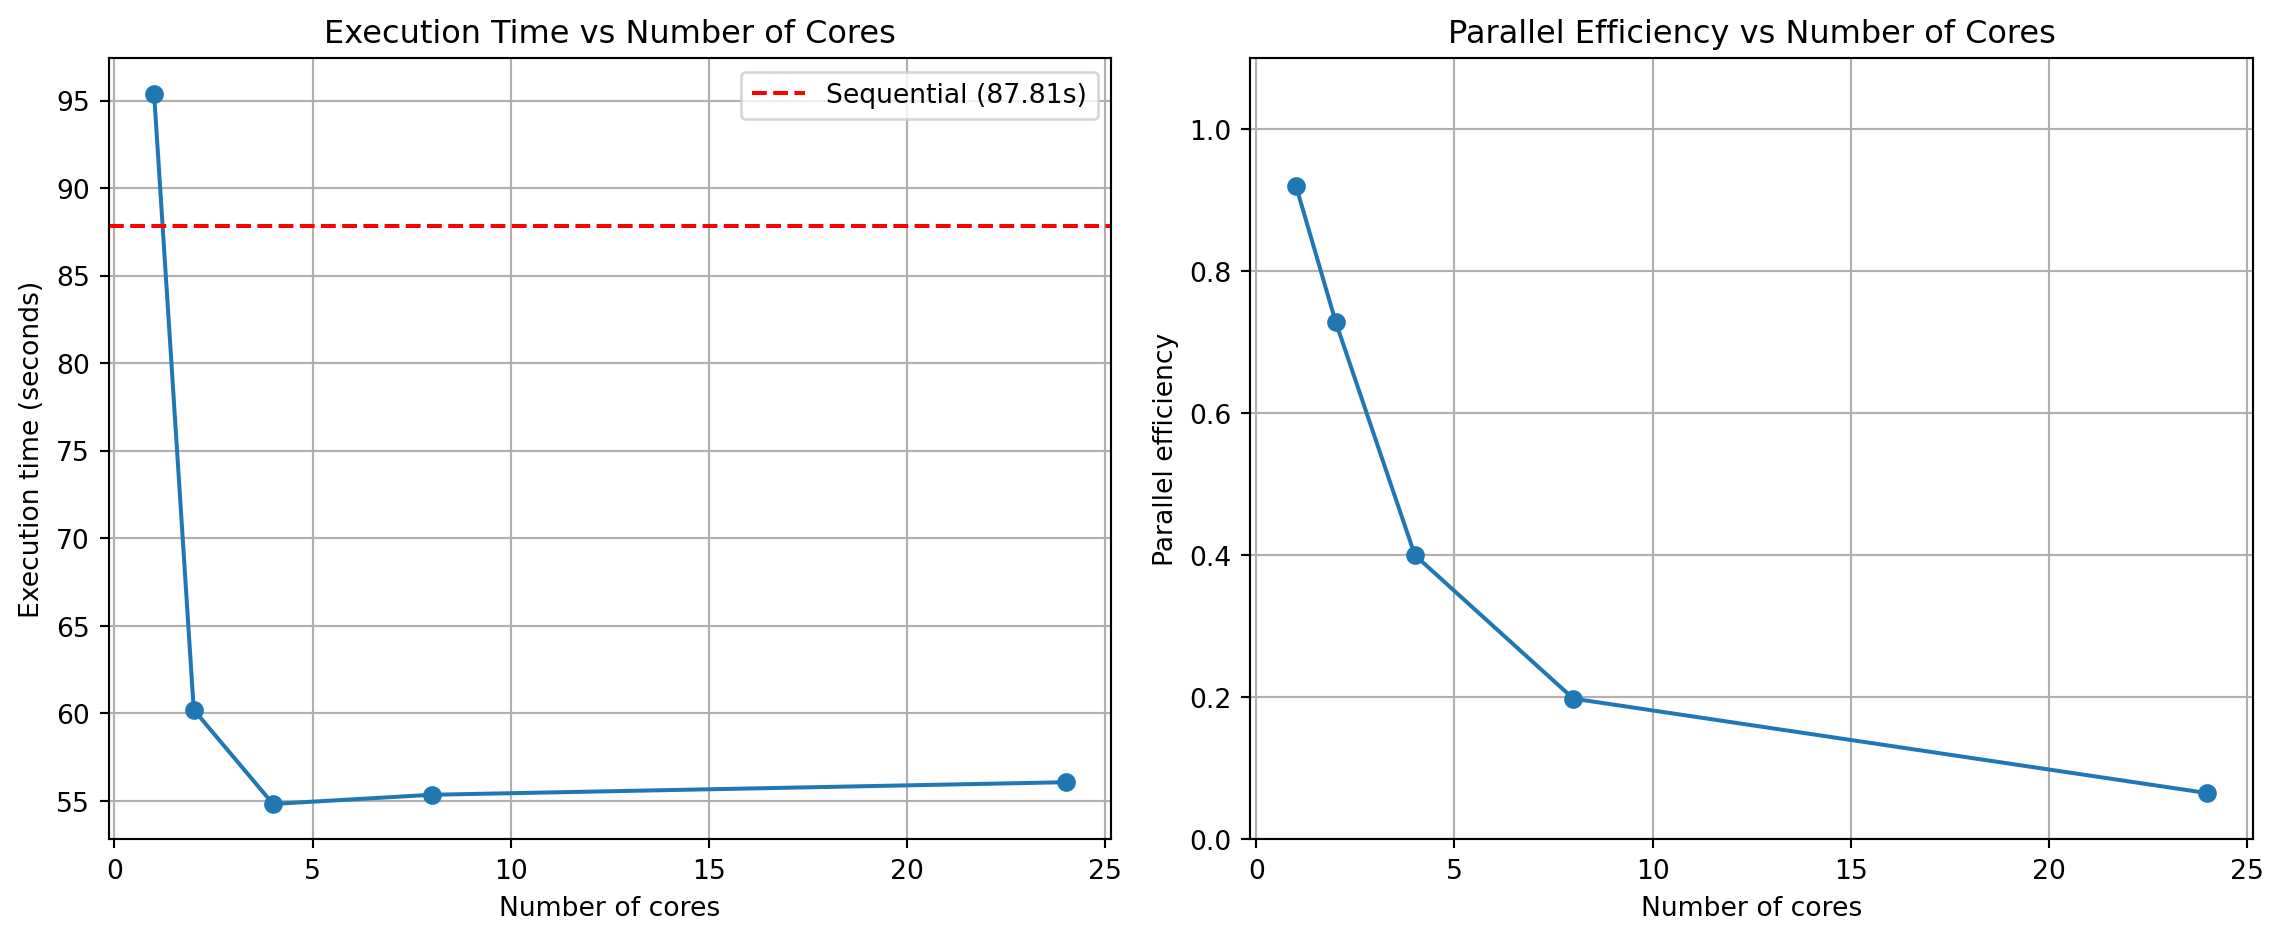 Execution Time vs Number of Cores
Sequential (87.81s)
Execution time (seconds)
95
90
85
80
75
70
65
60
55
0 5 10 15 20 25
Number of cores
Parallel Efficiency vs Number of Cores
Parallel efficiency
1.0
0.8
0.6
0.4
0.2
0.0
0 5 10 15 20 25
Number of cores